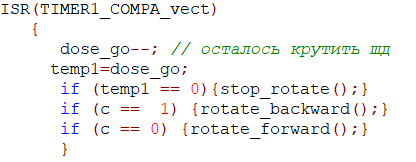 ISR(TIMER1_COMPA_vect)
{
dose_go--; // осталось крутить шд
temp1=dose_go;
if (temp1 == 0){stop_rotate();}
if (c ==  1) {rotate_backward();}
if (c == 0) {rotate_forward();}
}